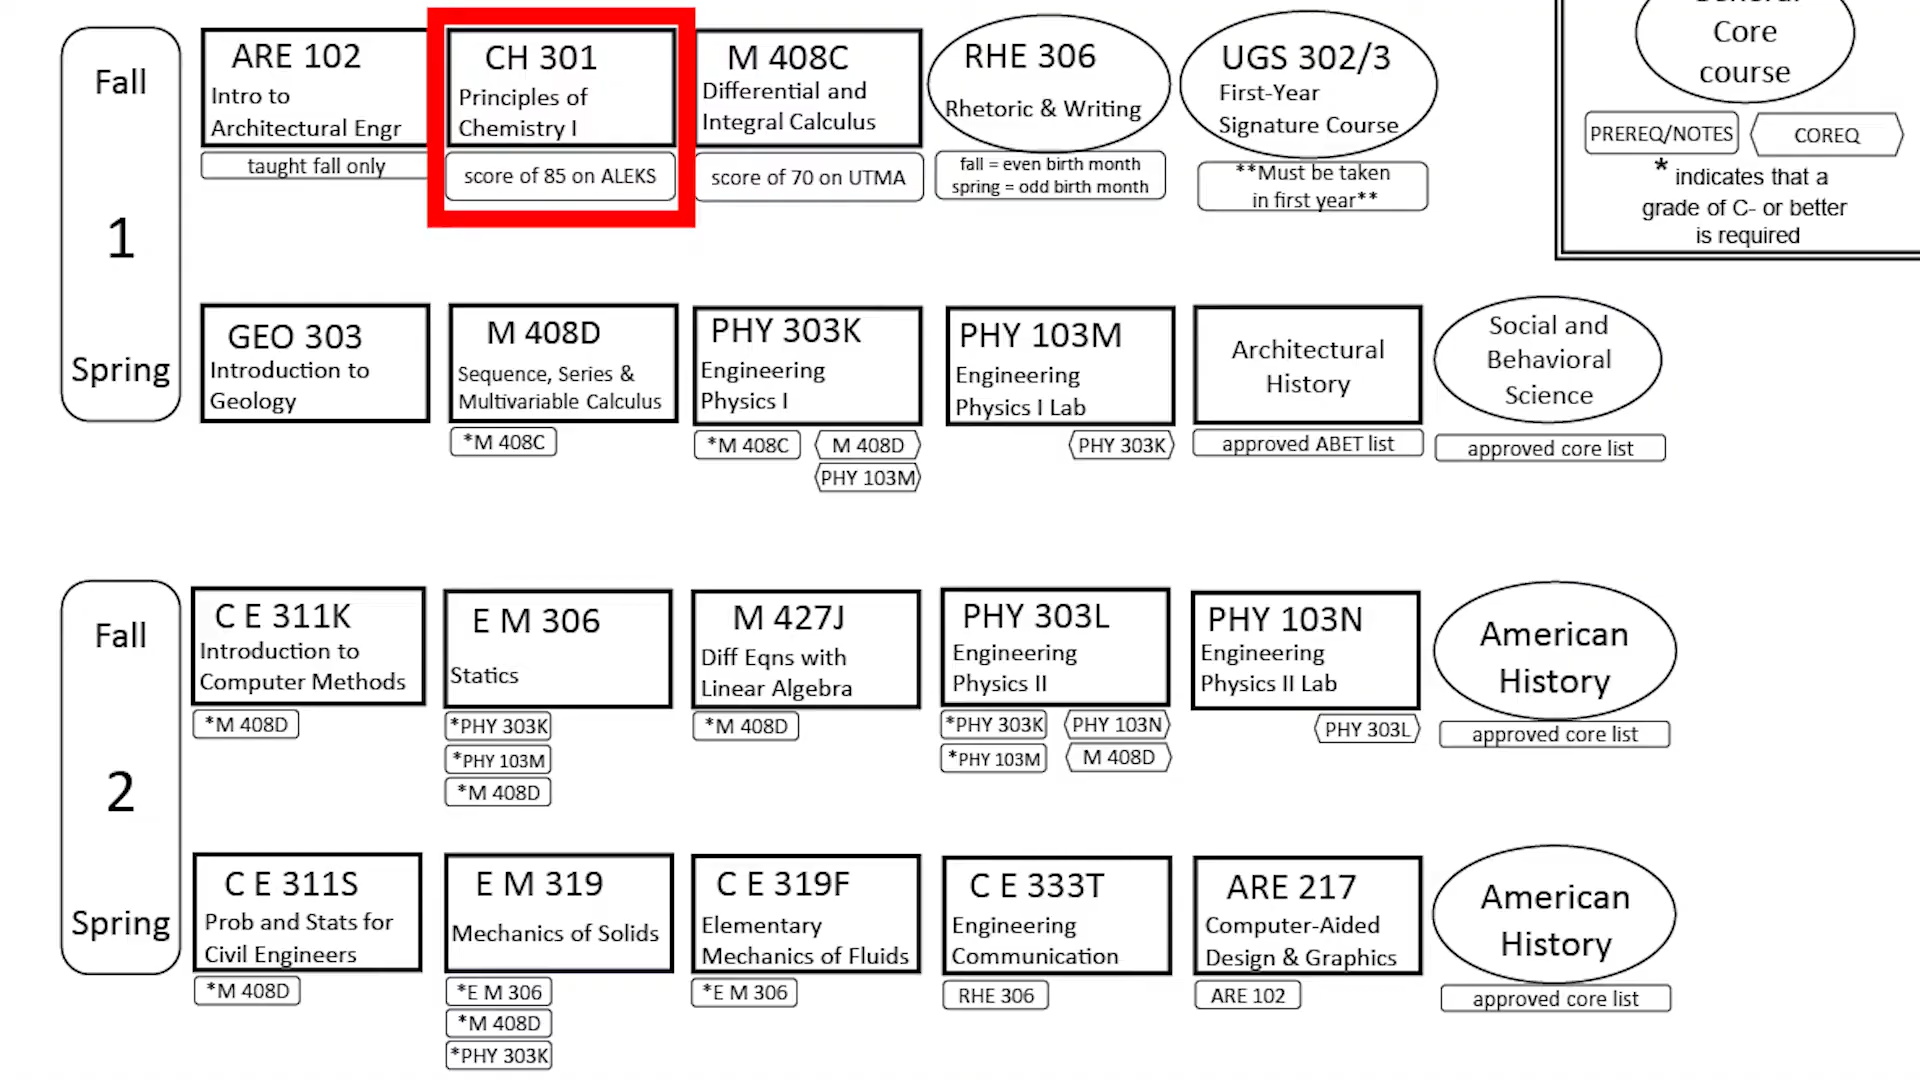 Fall
1
Spring
ARE 102
Intro to
Architectural Engr
taught fall only
CH 301
Principles of
Chemistry I
score of 85 on ALEKS
M 408C
Differential and
Integral Calculus
score of 70 on UTMA
RHE 306
Rhetoric & Writing
fall = even birth month
spring = odd birth month
UGS 302/3
First-Year
Signature Course
**Must be taken
in first year**
Core
course
PREREQ/NOTES
COREQ
* indicates that a
grade of C- or better
is required
GEO 303
Introduction to
Geology
M 408D
Sequence, Series &
Multivariable Calculus
*M 408C
PHY 303K
Engineering
Physics I
*M 408C
M 408D
PHY 103M
PHY 103M
Engineering
Physics I Lab
PHY 303K
Architectural
History
approved ABET list
Social and
Behavioral
Science
approved core list
Fall
2
Spring
C E 311K
Introduction to
Computer Methods
*M 408D
E M 306
Statics
*PHY 303K
*PHY 103M
*M 408D
M 427J
Diff Eqns with
Linear Algebra
*M 408D
PHY 303L
Engineering
Physics II
*PHY 303K
PHY 103N
*PHY 103M
M 408D
PHY 103N
Engineering
Physics II Lab
PHY 303L
American
History
approved core list
C E 311S
Prob and Stats for
Civil Engineers
*M 408D
E M 319
Mechanics of Solids
*E M 306
*M 408D
*PHY 303K
C E 319F
Elementary
Mechanics of Fluids
*E M 306
C E 333T
Engineering
Communication
RHE 306
ARE 217
Computer-Aided
Design & Graphics
ARE 102
American
History
approved core list